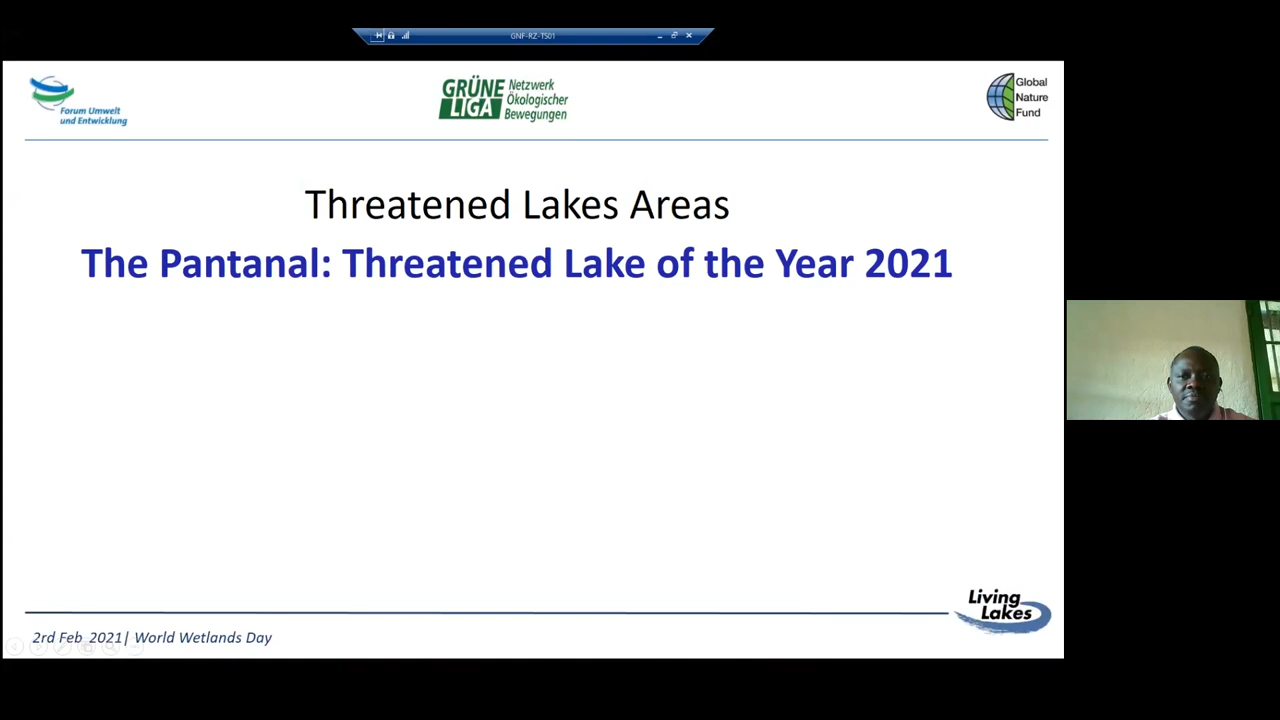 GNF-RZ-TS01
Forum Umwelt
und Entwicklung
GRÜNE
LIGA
Netzwerk
Ökologischer
Bewegungen
Global
Nature
Fund
Threatened Lakes Areas
The Pantanal: Threatened Lake of the Year 2021
Living
Lakes
2rd Feb 2021| World Wetlands Day